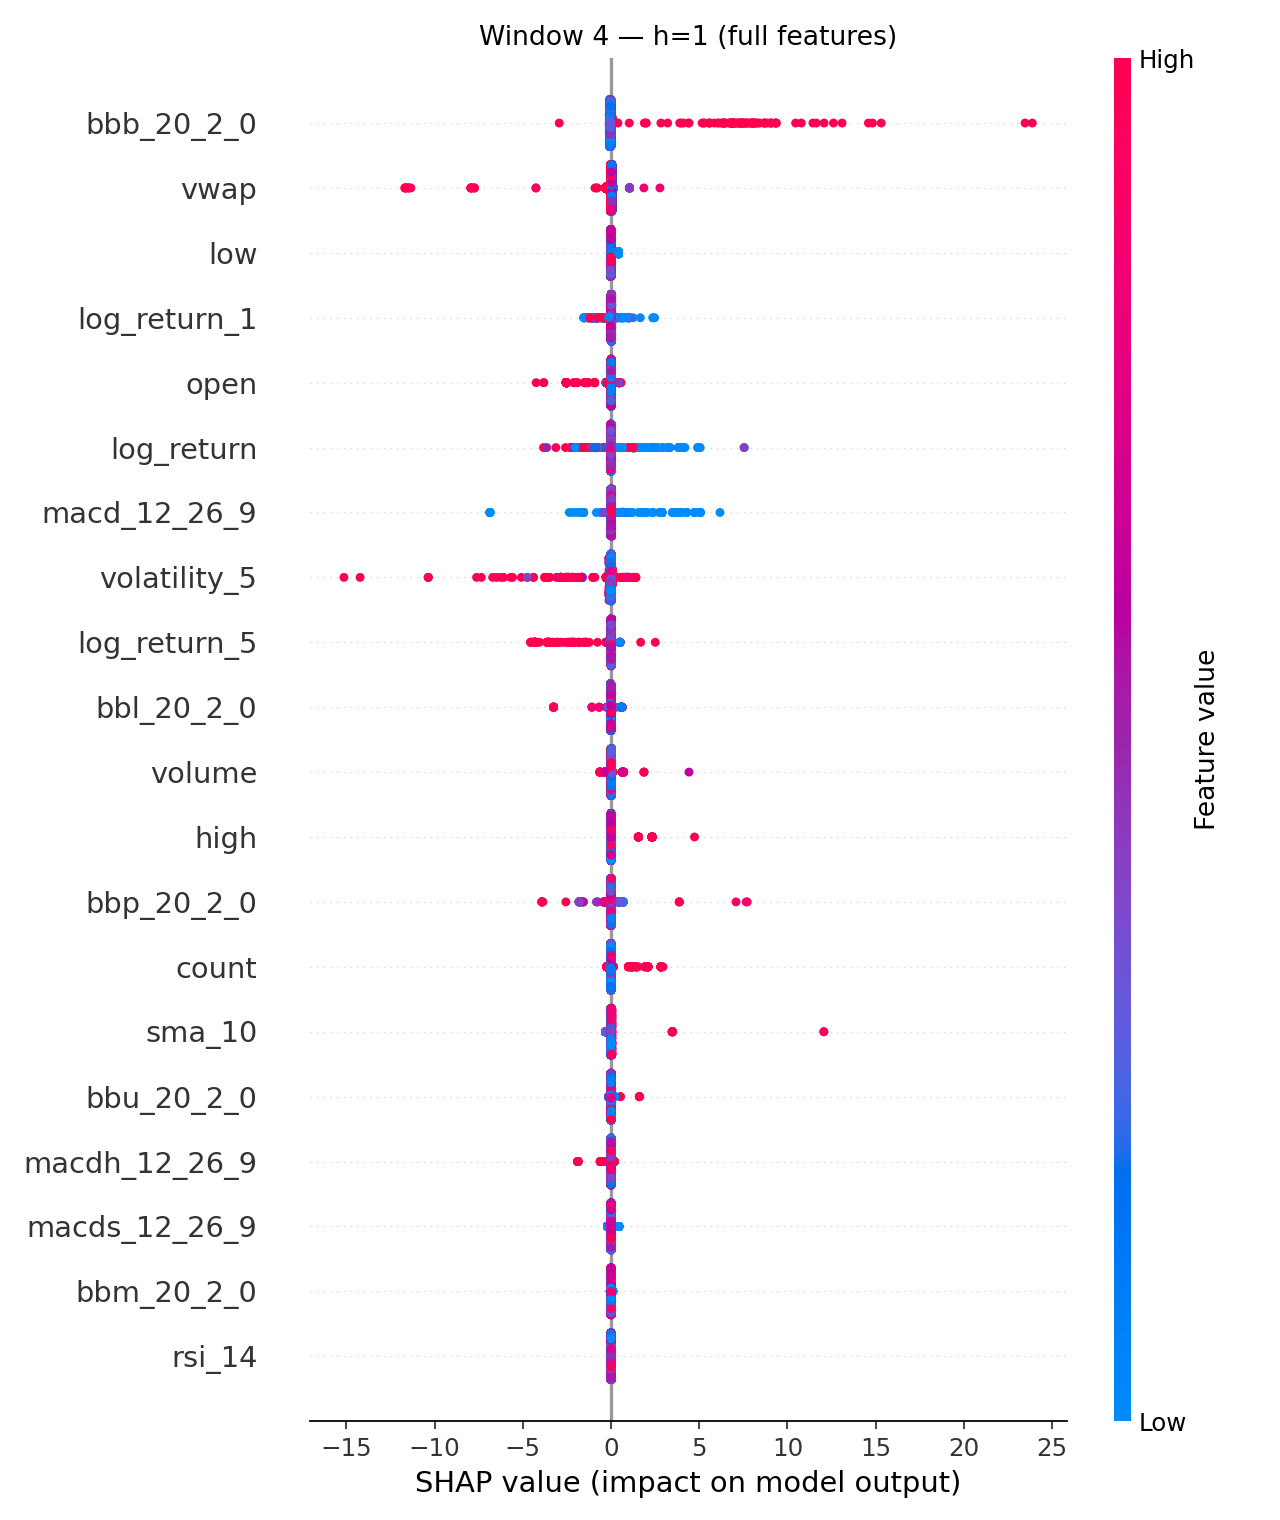 Window 4 — h=1 (full features)
High
bbb_20_2_0
vwap
low
log_return_1
open
log_return
macd_12_26_9
volatility_5
log_return_5
bbl_20_2_0
volume
high
bbp_20_2_0
count
sma_10
bbu_20_2_0
macdh_12_26_9
macds_12_26_9
bbm_20_2_0
rsi_14
Feature value
Low
−15 −10 −5 0 5 10 15 20 25
SHAP value (impact on model output)